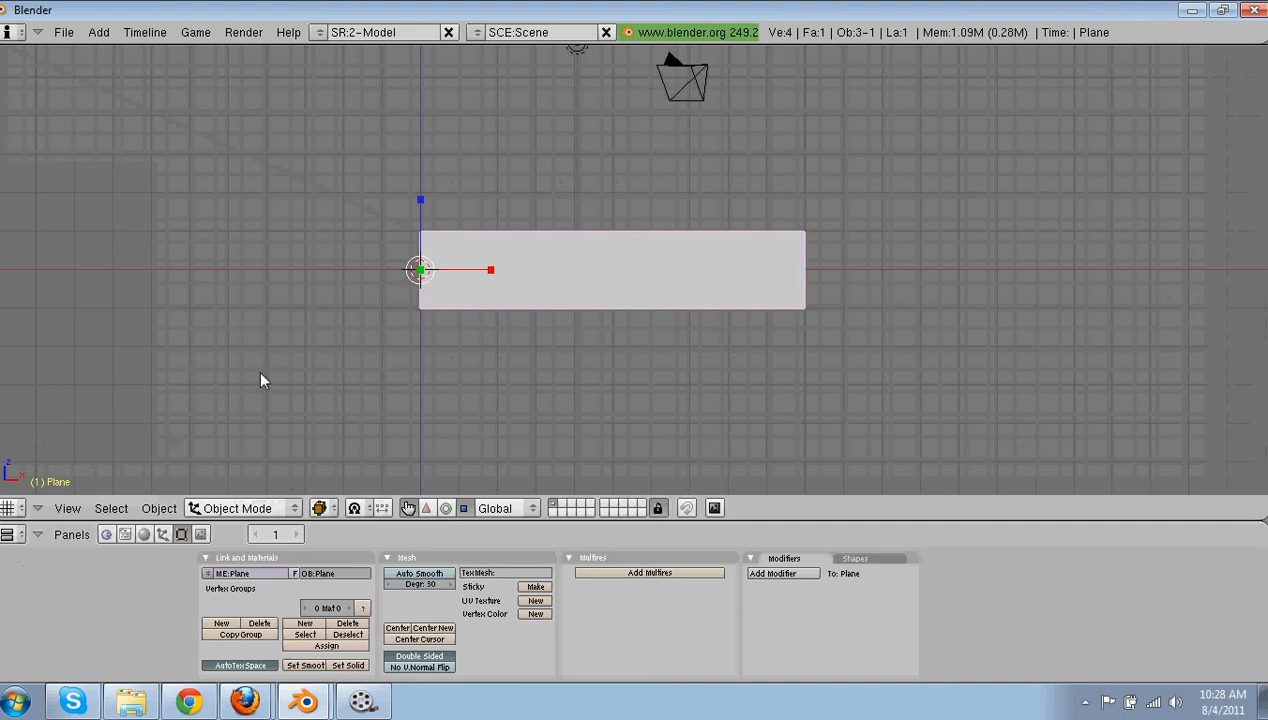 Blender
File Add Timeline Game Render Help SR:2-Model SCE:Scene www.blender.org 249.2 Ve:4 | Fa:1 | Ob:3-1 | La:1 | Mem:1.09M (0.28M) | Time: | Plane
z
x
(1) Plane
View Select Object Object Mode Global
Panels 1
Link and Materials Mesh Multires Modifiers Shapes
ME:Plane F OB:Plane Auto Smooth TexMesh: Add Multires Add Modifier To: Plane
Degr: 30
Vertex Groups Sticky Make
UV Texture New
0 Mat 0 ? Vertex Color New
New Delete New Delete Center Center New
Copy Group Select Deselect Center Cursor
Assign
Double Sided
AutoTexSpace Set Smoot Set Solid No V.Normal Flip
10:28 AM
8/4/2011